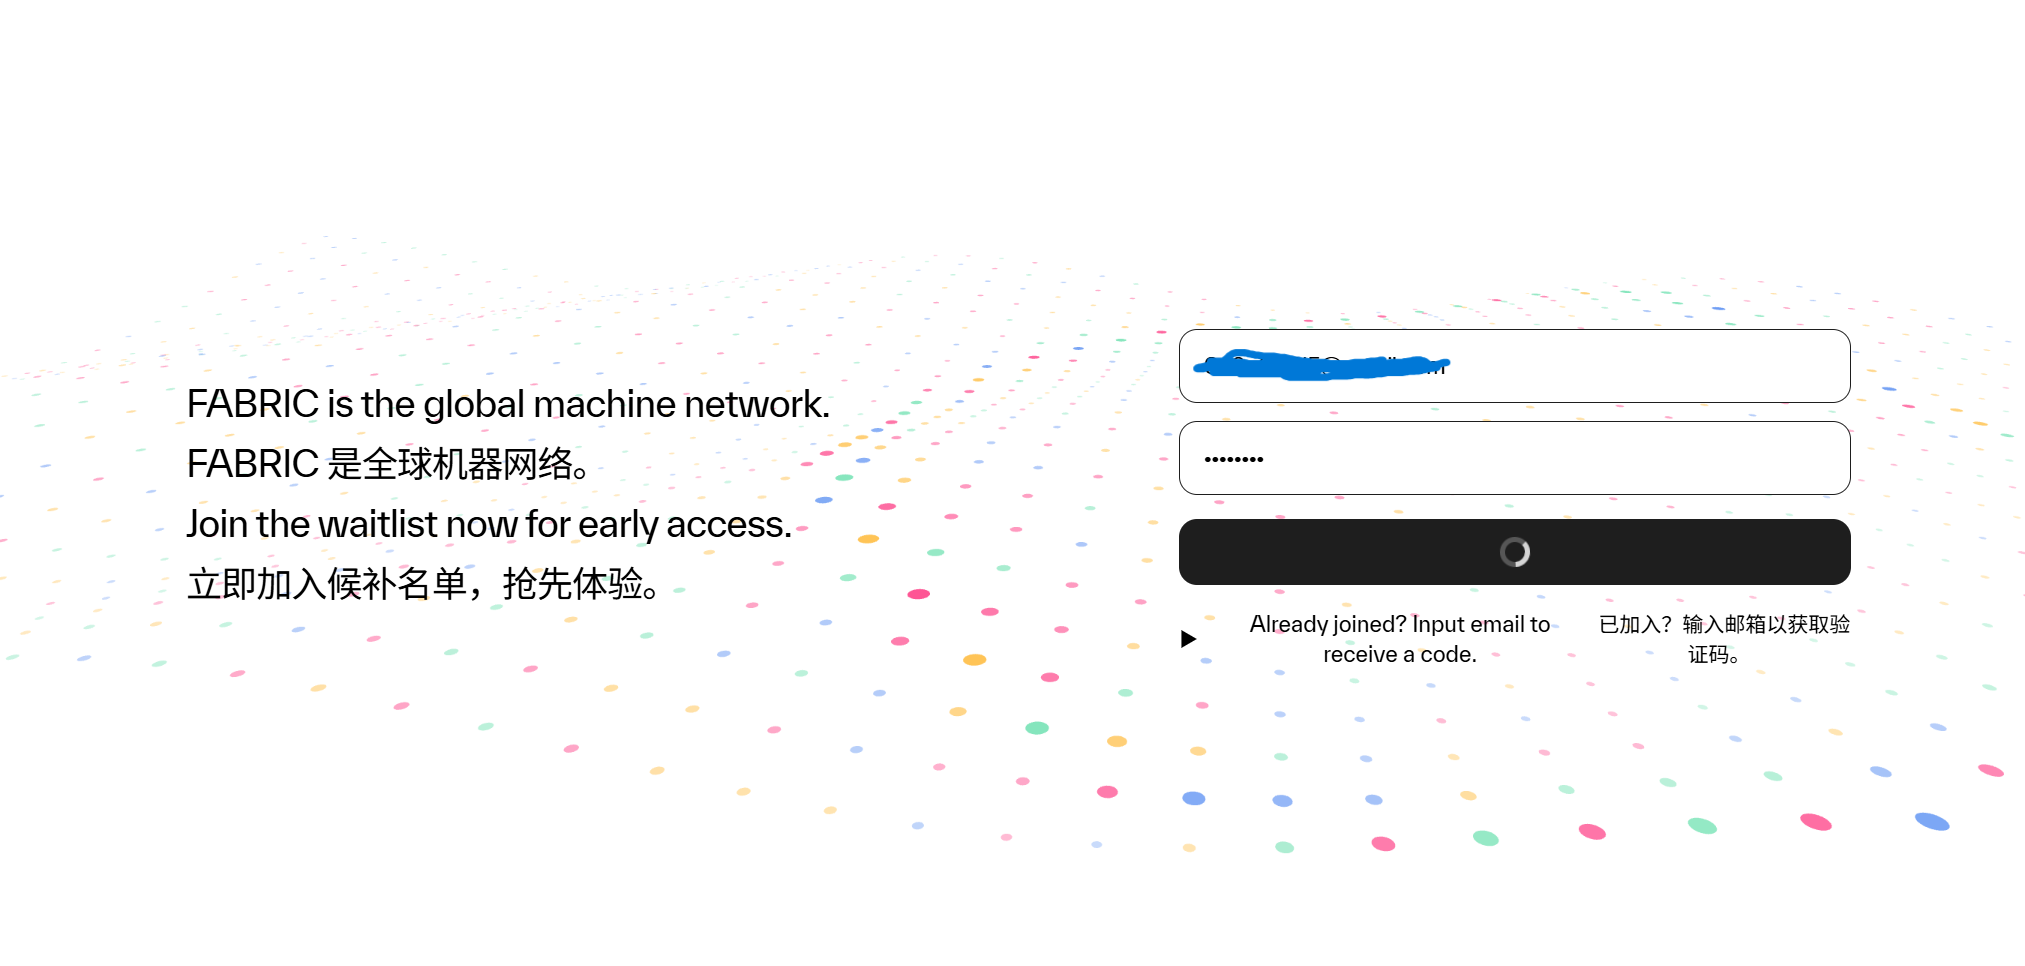 FABRIC is the global machine network.
FABRIC 是全球机器网络。
Join the waitlist now for early access.
立即加入候补名单，抢先体验。
••••••••
Already joined? Input email to
receive a code.
已加入？输入邮箱以获取验
证码。